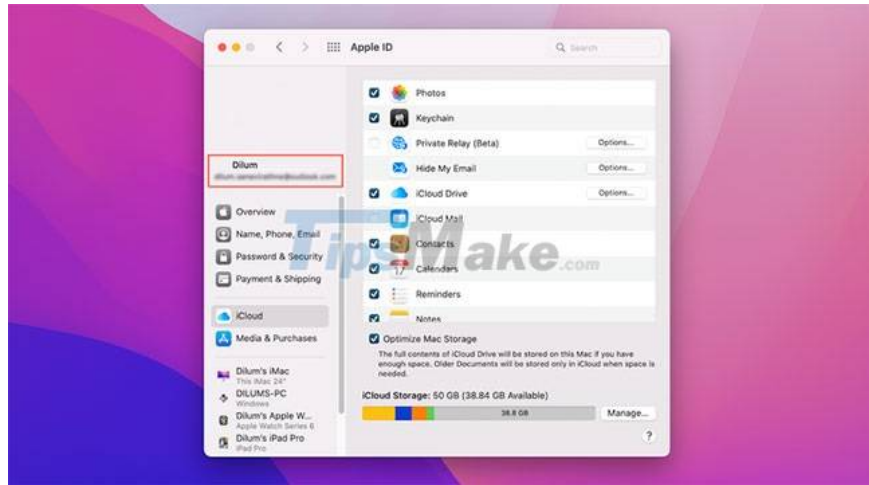 Apple ID
Search
Dilum
Overview
Name, Phone, Email
Password & Security
Payment & Shipping
iCloud
Media & Purchases
Dilum's iMac
This iMac 24"
DILUMS-PC
Windows
Dilum's Apple W...
Apple Watch Series 6
Dilum's iPad Pro
iPad Pro
Photos
Keychain
Private Relay (Beta)
Options...
Hide My Email
Options...
iCloud Drive
Options...
iCloud Mail
Contacts
17
Calendars
Reminders
Notes
Optimize Mac Storage
The full contents of iCloud Drive will be stored on this Mac if you have
enough space. Older Documents will be stored only in iCloud when space is
needed.
iCloud Storage: 50 GB (38.84 GB Available)
38.8 GB
Manage...
?
TipsMake.com